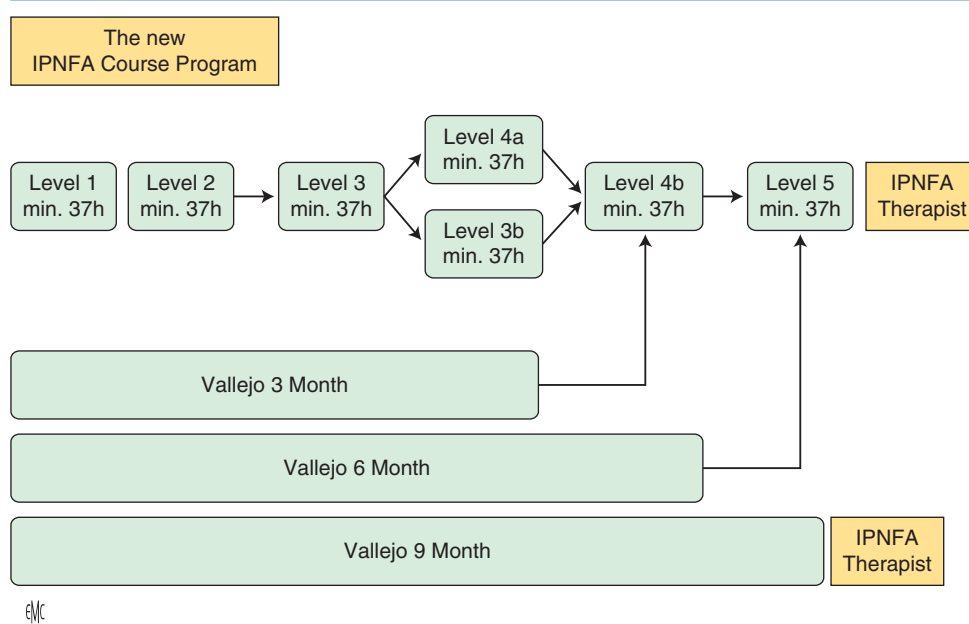 The new
IPNFA Course Program
Level 1
min. 37h
Level 2
min. 37h
Level 3
min. 37h
Level 4a
min. 37h
Level 3b
min. 37h
Level 4b
min. 37h
Level 5
min. 37h
IPNFA
Therapist
Vallejo 3 Month
Vallejo 6 Month
Vallejo 9 Month
IPNFA
Therapist
EMC